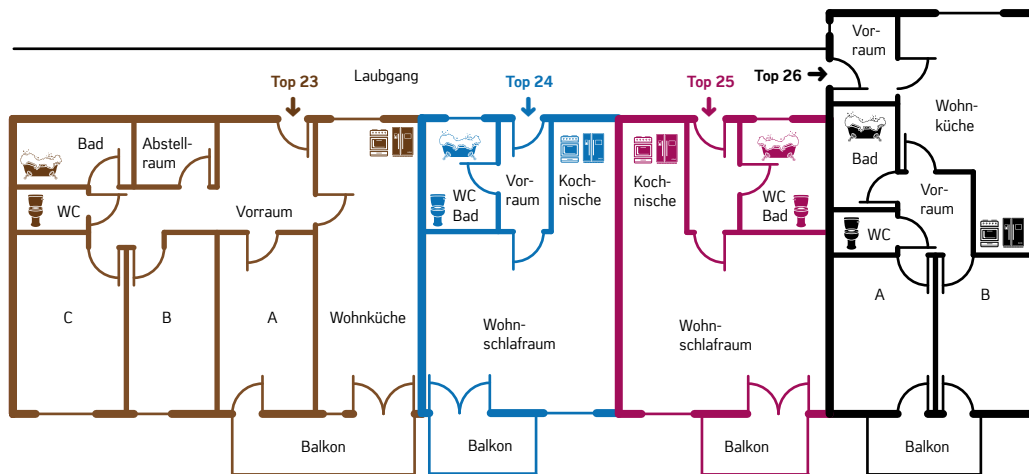 Top 23
Laubgang
Top 24
Top 25
Top 26
Vor-
raum
Wohn-
küche
Bad
Abstell-
raum
WC
Vorraum
C
B
A
Wohnküche
Balkon
WC
Bad
Vor-
raum
Koch-
nische
Wohn-
schlafraum
Balkon
Koch-
nische
Vor-
raum
WC
Bad
Wohn-
schlafraum
Balkon
Bad
Vor-
raum
WC
A
B
Balkon